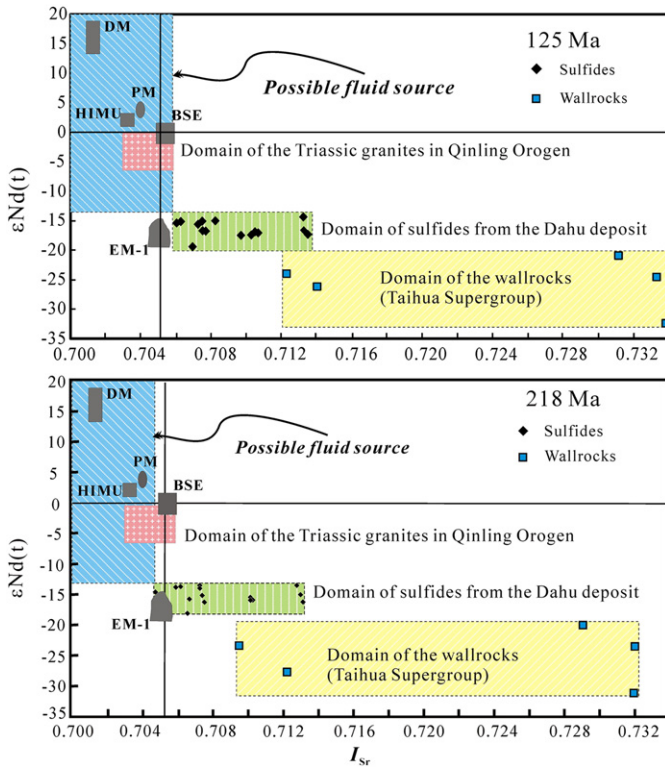 20
DM
125 Ma
15
Sulfides
10
Possible fluid source
Wallrocks
PM
5
HIMU
BSE
0
Domain of the Triassic granites in Qinling Orogen
-5
-10
-15
Domain of sulfides from the Dahu deposit
-20
EM-1
εNd(t)
Domain of the wallrocks
-25
(Taihua Supergroup)
-30
-35
0.700 0.704 0.708 0.712 0.716 0.720 0.724 0.728 0.732
20
DM
218 Ma
15
Sulfides
10
Possible fluid source
Wallrocks
PM
5
HIMU
BSE
0
Domain of the Triassic granites in Qinling Orogen
-5
-10
Domain of sulfides from the Dahu deposit
-15
EM-1
-20
εNd(t)
Domain of the wallrocks
-25
(Taihua Supergroup)
-30
-35
0.700 0.704 0.708 0.712 0.716 0.720 0.724 0.728 0.732
ISr